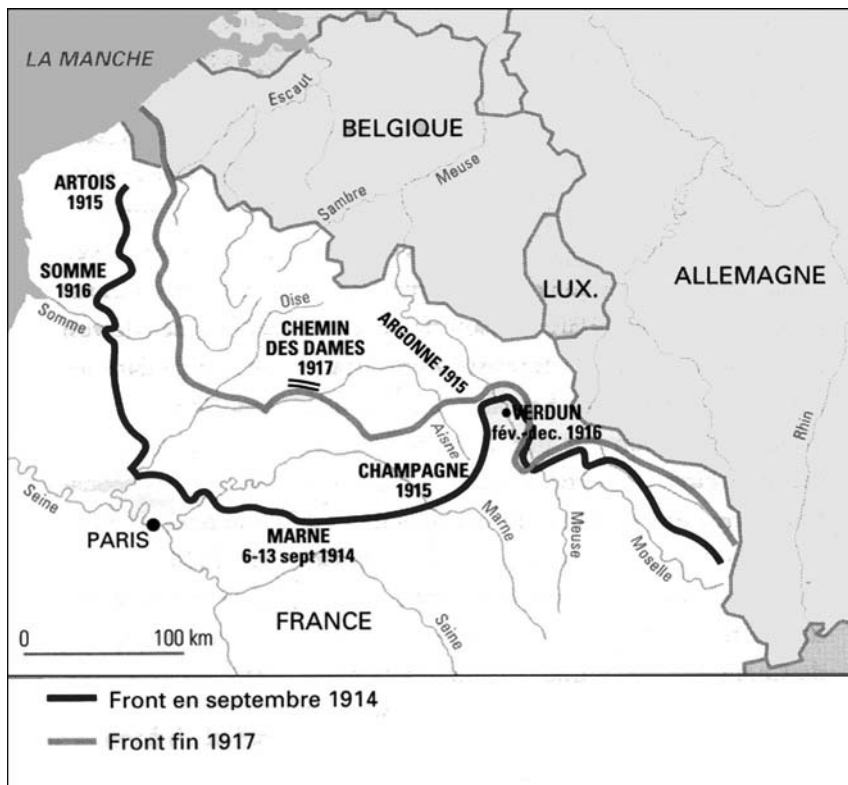 LA MANCHE
Escaut
BELGIQUE
Meuse
Sambre
ARTOIS
1915
SOMME
1916
Somme
Oise
LUX.
ALLEMAGNE
CHEMIN
DES DAMES
1917
ARGONNE 1915
VERDUN
fév.-dec. 1916
Aisne
Rhin
CHAMPAGNE
1915
Seine
PARIS
MARNE
6-13 sept 1914
Marne
Meuse
Moselle
FRANCE
Seine
0 100 km
Front en septembre 1914
Front fin 1917